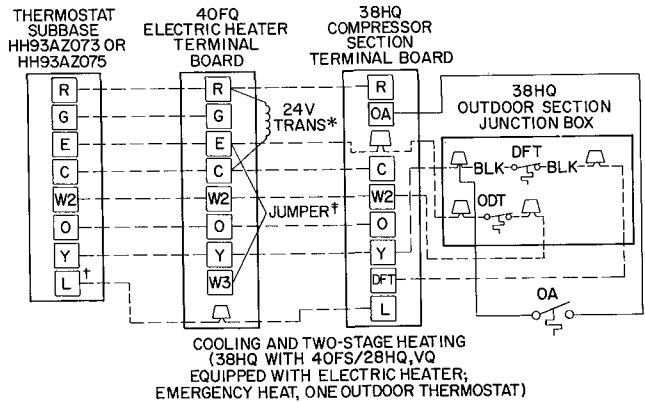 THERMOSTAT
SUBBASE
HH93AZ073 OR
HH93AZ075
40FQ
ELECTRIC HEATER
TERMINAL
BOARD
38HQ
COMPRESSOR
SECTION
TERMINAL BOARD
R
G
E
C
W2
O
Y
L †
R
G
E
C
W2
O
Y
W3
24V
TRANS*
JUMPER‡
R
OA
C
W2
O
Y
DFT
L
38HQ
OUTDOOR SECTION
JUNCTION BOX
DFT
BLK
BLK
ODT
OA
COOLING AND TWO-STAGE HEATING
(38HQ WITH 40FS/28HQ,VQ
EQUIPPED WITH ELECTRIC HEATER;
EMERGENCY HEAT, ONE OUTDOOR THERMOSTAT)